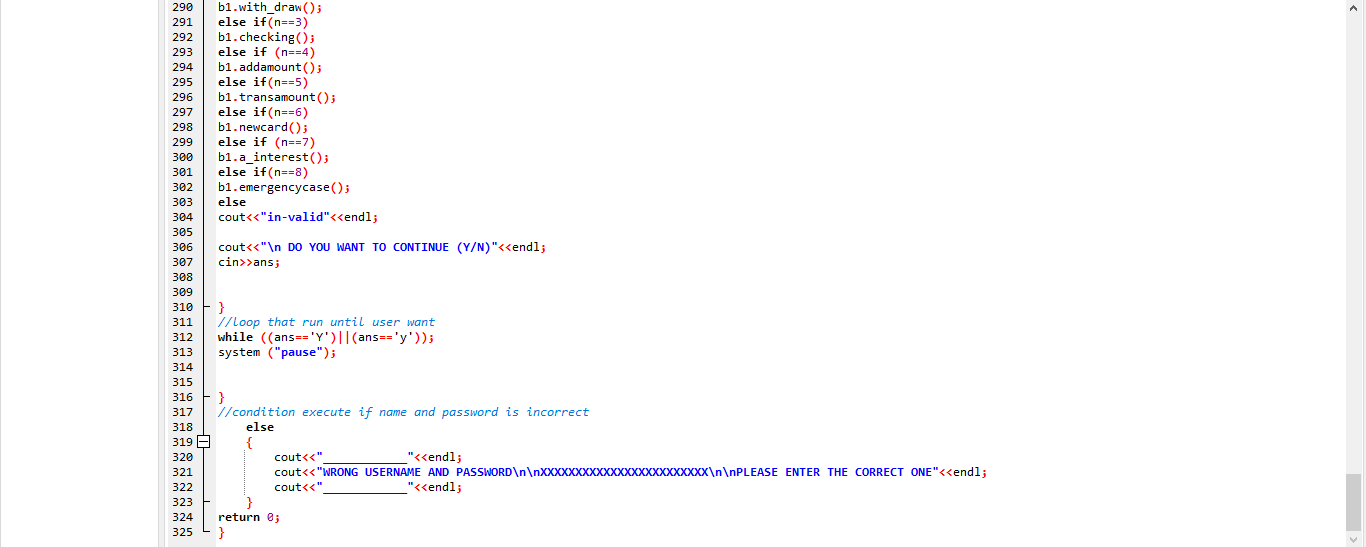 290 b1.with_draw();
291 else if(n==3)
292 b1.checking();
293 else if (n==4)
294 b1.addamount();
295 else if(n==5)
296 b1.transamount();
297 else if(n==6)
298 b1.newcard();
299 else if (n==7)
300 b1.a_interest();
301 else if(n==8)
302 b1.emergencycase();
303 else
304 cout<<"in-valid"<<endl;
305
306 cout<<"\n DO YOU WANT TO CONTINUE (Y/N)"<<endl;
307 cin>>ans;
308
309
310 }
311 //loop that run until user want
312 while ((ans=='Y')||(ans=='y'));
313 system ("pause");
314
315
316 }
317 //condition execute if name and password is incorrect
318 else
319 {
320 cout<<"____________"<<endl;
321 cout<<"WRONG USERNAME AND PASSWORD\n\nXXXXXXXXXXXXXXXXXXXXXXXX\n\nPLEASE ENTER THE CORRECT ONE"<<endl;
322 cout<<"____________"<<endl;
323 }
324 return 0;
325 }